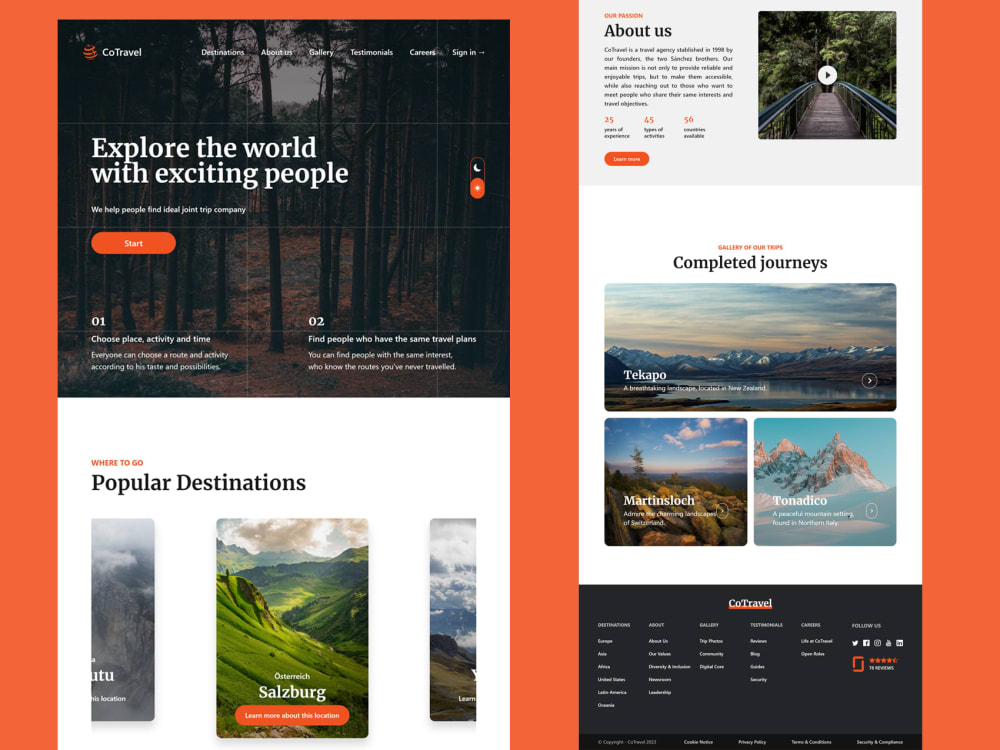 CoTravel
Destinations
About us
Gallery
Testimonials
Careers
Sign in →
Explore the world
with exciting people
We help people find ideal joint trip company
Start
01
Choose place, activity and time
Everyone can choose a route and activity
according to his taste and possibilities.
02
Find people who have the same travel plans
You can find people with the same interest,
who know the routes you've never travelled.
WHERE TO GO
Popular Destinations
utu
his location
Österreich
Salzburg
Learn more about this location
Y
Learn
OUR PASSION
About us
CoTravel is a travel agency stablished in 1998 by
our founders, the two Sánchez brothers. Our
main mission is not only to provide reliable and
enjoyable trips, but to make them accessible,
while also reaching out to those who want to
meet people who share their same interests and
travel objectives.
25
years of
experience
45
types of
activities
56
countries
available
Learn more
GALLERY OF OUR TRIPS
Completed journeys
Tekapo
A breathtaking landscape, located in New Zealand.
Martinsloch
Admire the charming landscapes
of Switzerland.
Tonadico
A peaceful mountain setting,
found in Northern Italy.
CoTravel
DESTINATIONS
Europe
Asia
Africa
United States
Latin America
Oceania
ABOUT
About Us
Our Values
Diversity & Inclusion
Newsroom
Leadership
GALLERY
Trip Photos
Community
Digital Core
TESTIMONIALS
Reviews
Blog
Guides
Security
CAREERS
Life at CoTravel
Open Roles
FOLLOW US
76 REVIEWS
© Copyright - CoTravel 2023
Cookie Notice
Privacy Policy
Terms & Conditions
Security & Compliance